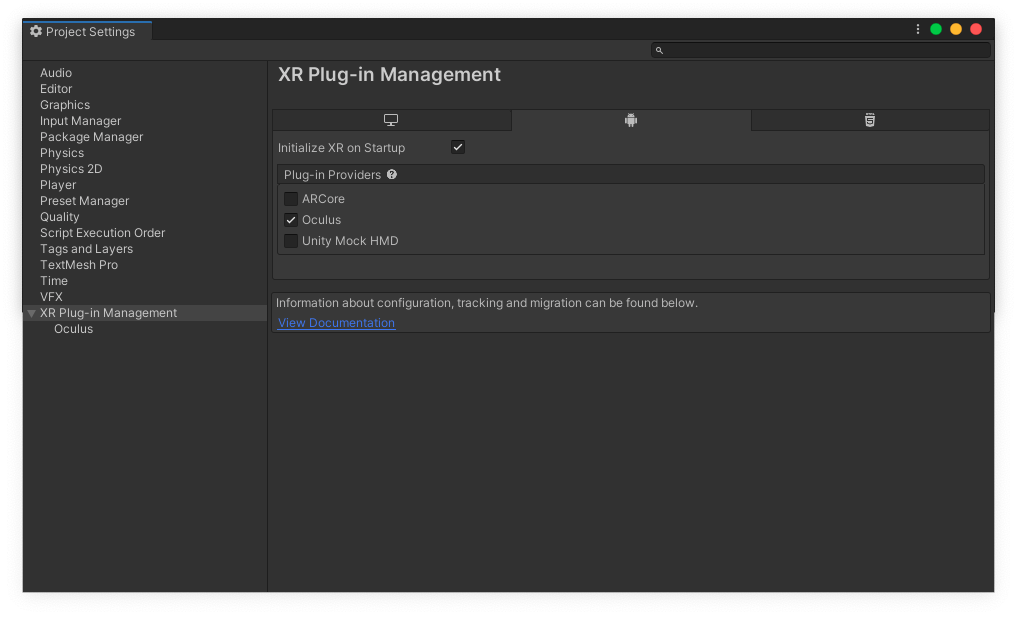 Project Settings
Audio
Editor
Graphics
Input Manager
Package Manager
Physics
Physics 2D
Player
Preset Manager
Quality
Script Execution Order
Tags and Layers
TextMesh Pro
Time
VFX
XR Plug-in Management
Oculus
XR Plug-in Management
Initialize XR on Startup
Plug-in Providers
ARCore
Oculus
Unity Mock HMD
Information about configuration, tracking and migration can be found below.
View Documentation